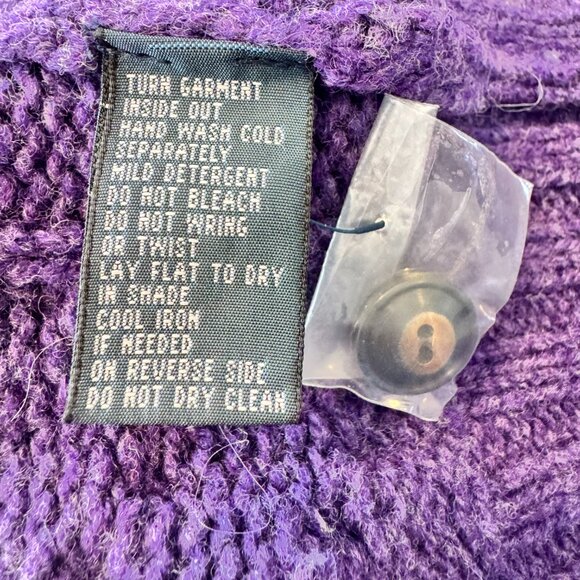 TURN GARMENT
INSIDE OUT
HAND WASH COLD
SEPARATELY
MILD DETERGENT
DO NOT BLEACH
DO NOT WRING
OR TWIST
LAY FLAT TO DRY
IN SHADE
COOL IRON
IF NEEDED
ON REVERSE SIDE
DO NOT DRY CLEAN